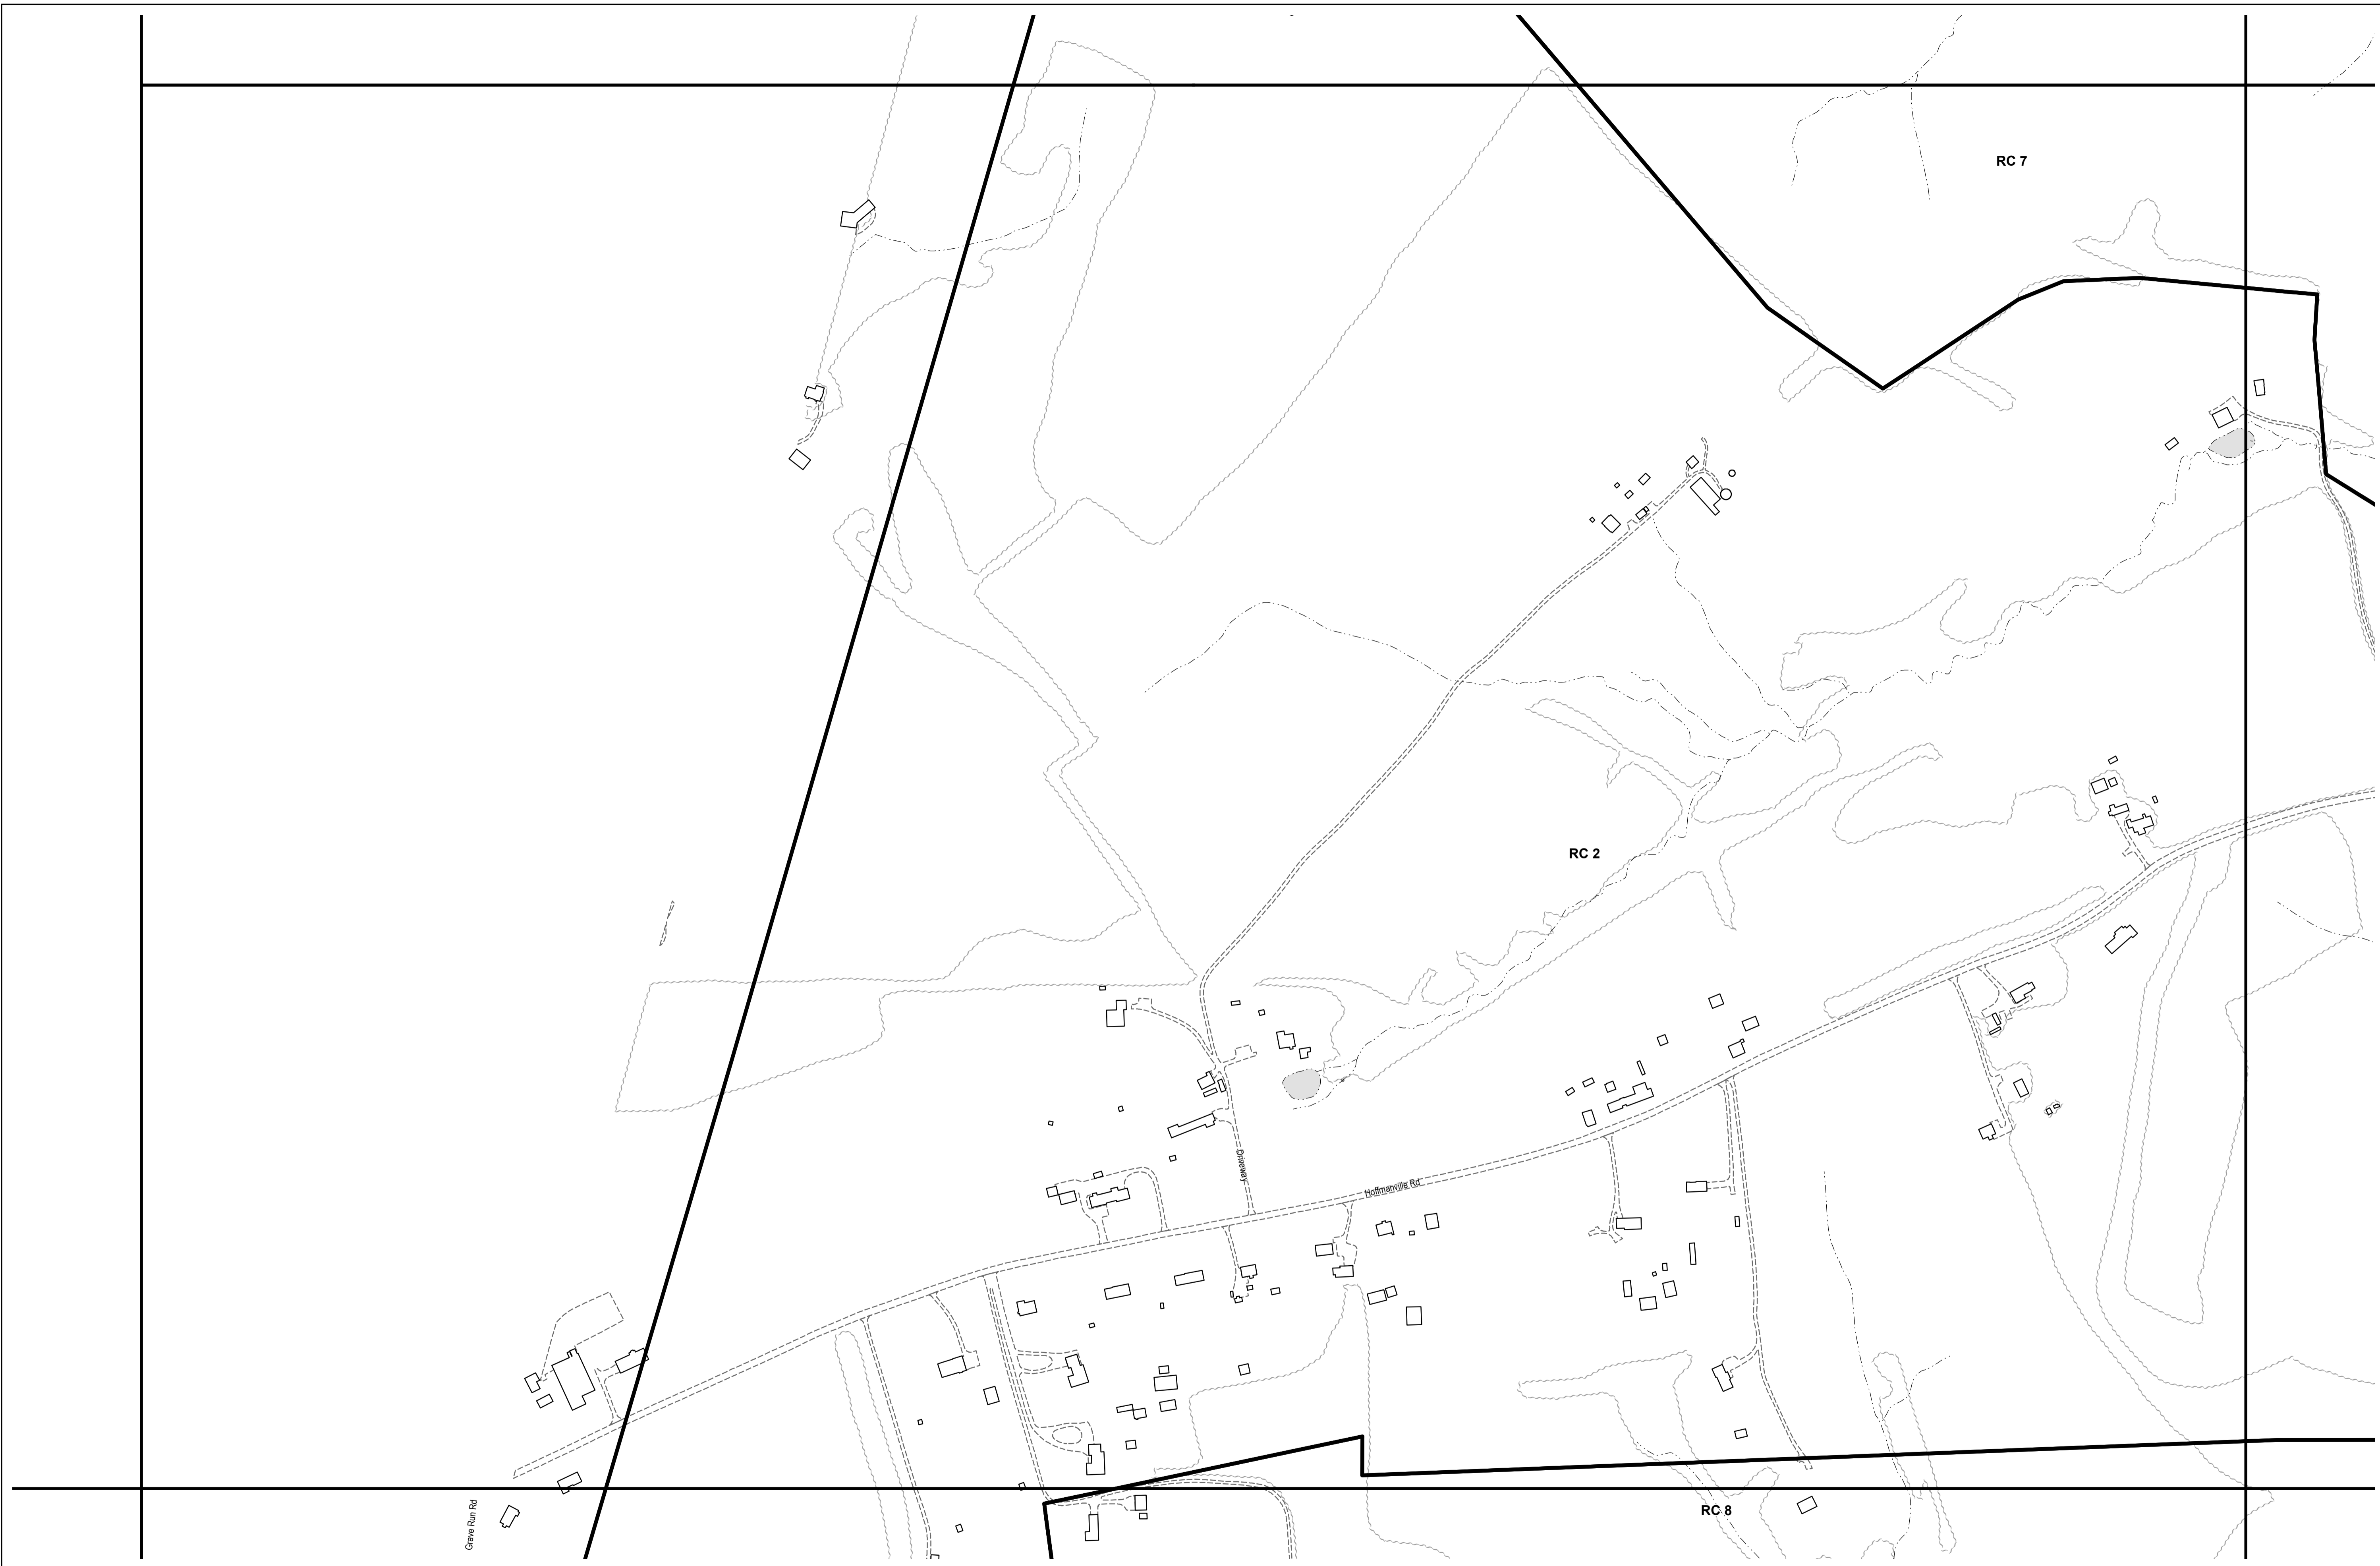 RC 7
RC 2
Driveway
Hoffmanville Rd
Grave Run Rd
RC 8